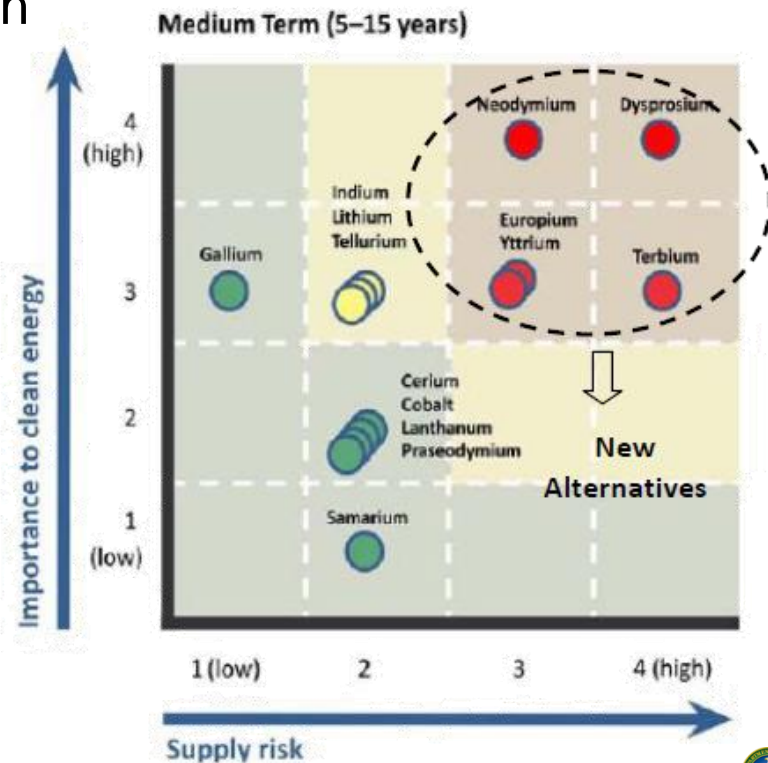 n
Medium Term (5–15 years)
Importance to clean energy
4
(high)
3
2
1
(low)
Neodymium
Dysprosium
Indium
Lithium
Tellurium
Europium
Yttrium
Gallium
Terbium
Cerium
Cobalt
Lanthanum
Praseodymium
New
Alternatives
Samarium
1 (low)
2
3
4 (high)
Supply risk